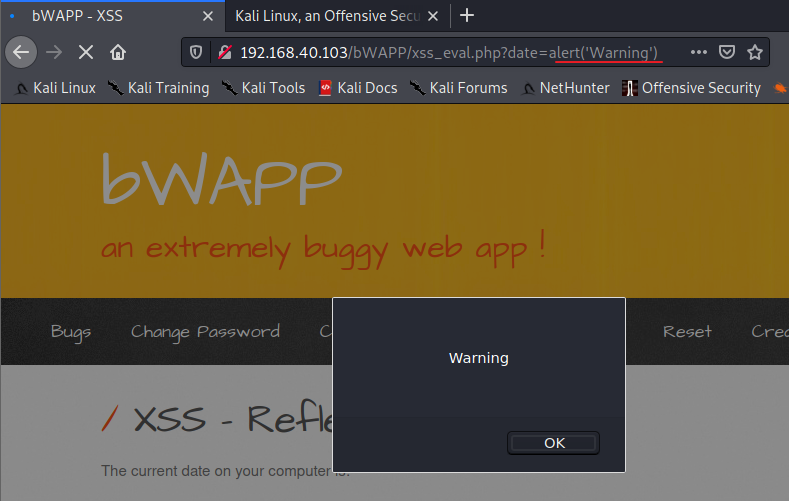 bWAPP - XSS
Kali Linux, an Offensive Secu
192.168.40.103/bWAPP/xss_eval.php?date=alert('Warning')
Kali Linux Kali Training Kali Tools Kali Docs Kali Forums NetHunter Offensive Security
bWAPP
an extremely buggy web app !
Bugs Change Password C Reset Cred
Warning
/ XSS - Refle
OK
The current date on your computer is: